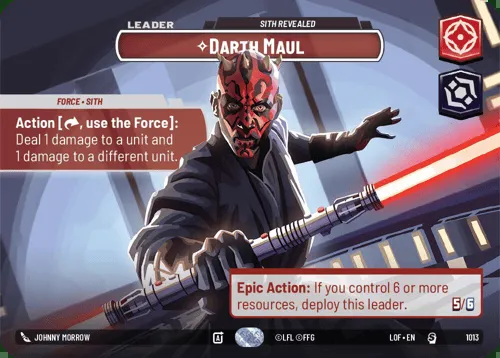 LEADER
SITH REVEALED
DARTH MAUL
FORCE • SITH
Action [, use the Force]:
Deal 1 damage to a unit and
1 damage to a different unit.
Epic Action: If you control 6 or more
resources, deploy this leader.
5/6
JOHNNY MORROW
A
©LFL ©FFG
LOF • EN
S
1013